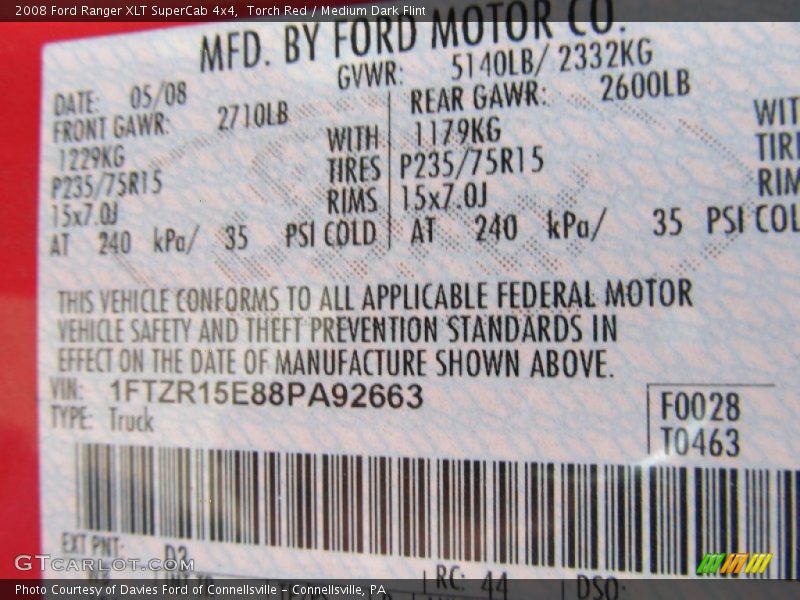 2008 Ford Ranger XLT SuperCab 4x4,  Torch Red / Medium Dark Flint
MFD. BY FORD MOTOR CO.
DATE: 05/08 GVWR: 5140LB/ 2332KG
FRONT GAWR: 2710LB REAR GAWR: 2600LB
1229KG WITH 1179KG WIT
P235/75R15 TIRES P235/75R15 TIR
15x7.0J RIMS 15x7.0J RIM
AT 240 kPa/ 35 PSI COLD AT 240 kPa/ 35 PSI COL
THIS VEHICLE CONFORMS TO ALL APPLICABLE FEDERAL MOTOR
VEHICLE SAFETY AND THEFT PREVENTION STANDARDS IN
EFFECT ON THE DATE OF MANUFACTURE SHOWN ABOVE.
VIN: 1FTZR15E88PA92663
TYPE: Truck
F0028
T0463
EXT PNT: D3
RC: 44 DSO:
GTCarLot.com
Photo Courtesy of Davies Ford of Connellsville - Connellsville, PA